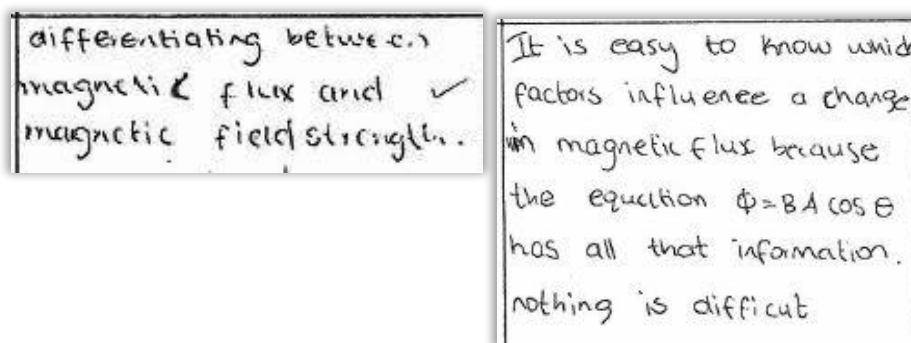 differentiating between
magnetic flux and ✓
magnetic field strength.
It is easy to know which
factors influence a change
in magnetic flux because
the equation Φ=BA cos θ
has all that information.
nothing is difficut